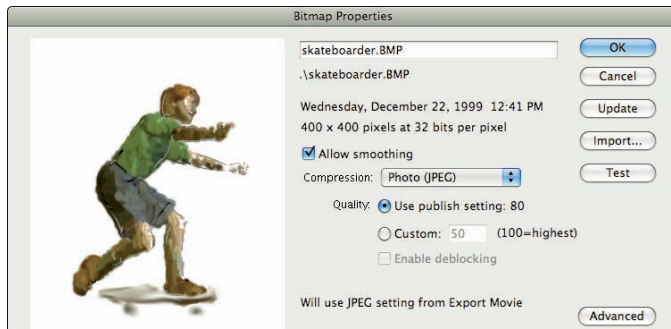 Bitmap Properties
skateboarder.BMP
OK
.\skateboarder.BMP
Cancel
Wednesday, December 22, 1999 12:41 PM
Update
400 x 400 pixels at 32 bits per pixel
Import...
Allow smoothing
Compression: Photo (JPEG)
Test
Quality: Use publish setting: 80
Custom: 50 (100=highest)
Enable deblocking
Will use JPEG setting from Export Movie
Advanced